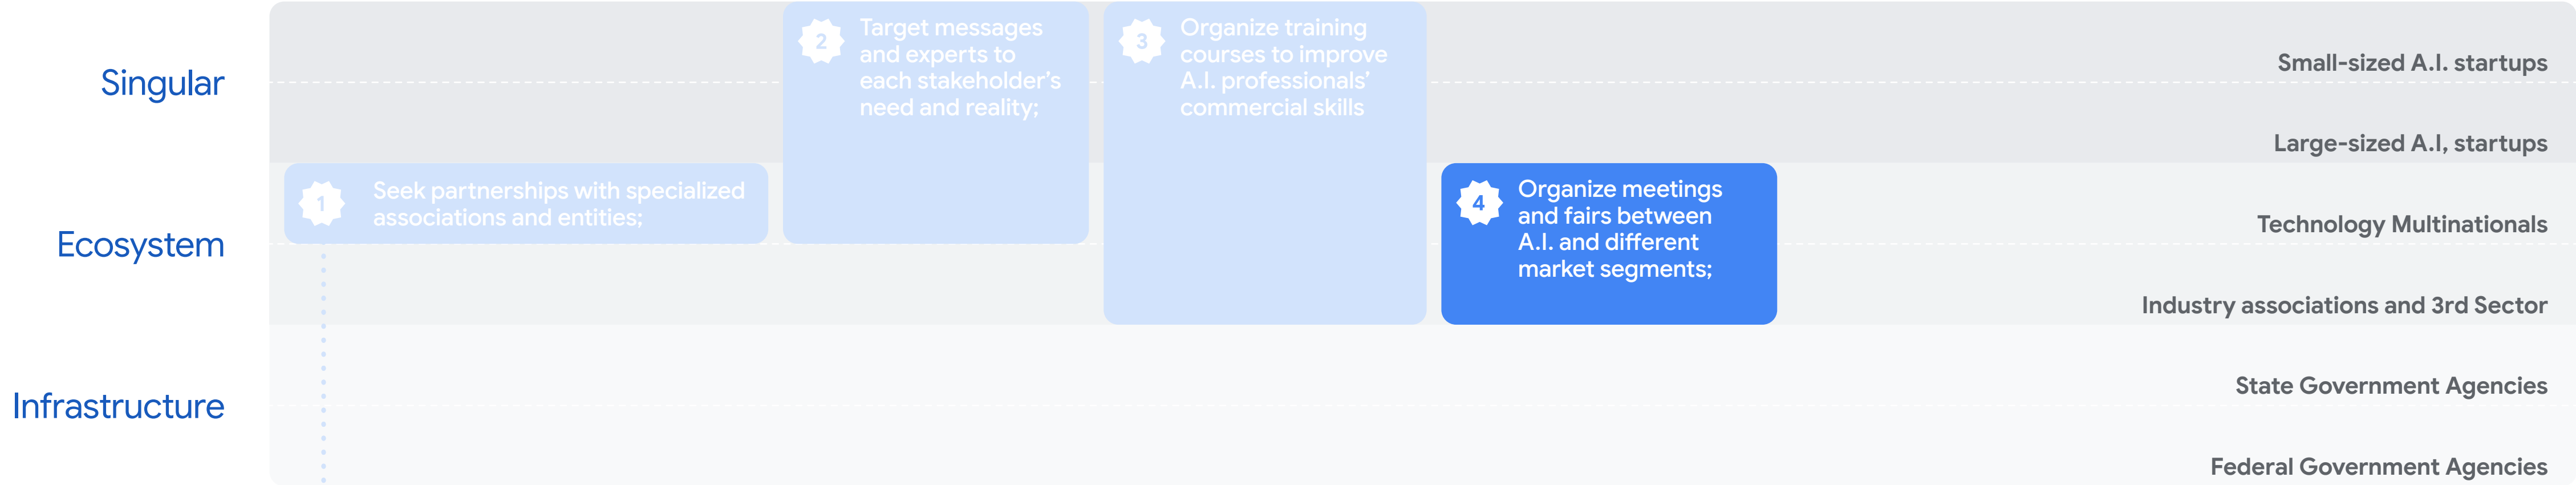 Singular
Ecosystem
Infrastructure
1
Seek partnerships with specialized
associations and entities;
2
Target messages
and experts to
each stakeholder’s
need and reality;
3
Organize training
courses to improve
A.I. professionals’
commercial skills
4
Organize meetings
and fairs between
A.I. and different
market segments;
Small-sized A.I. startups
Large-sized A.I, startups
Technology Multinationals
Industry associations and 3rd Sector
State Government Agencies
Federal Government Agencies